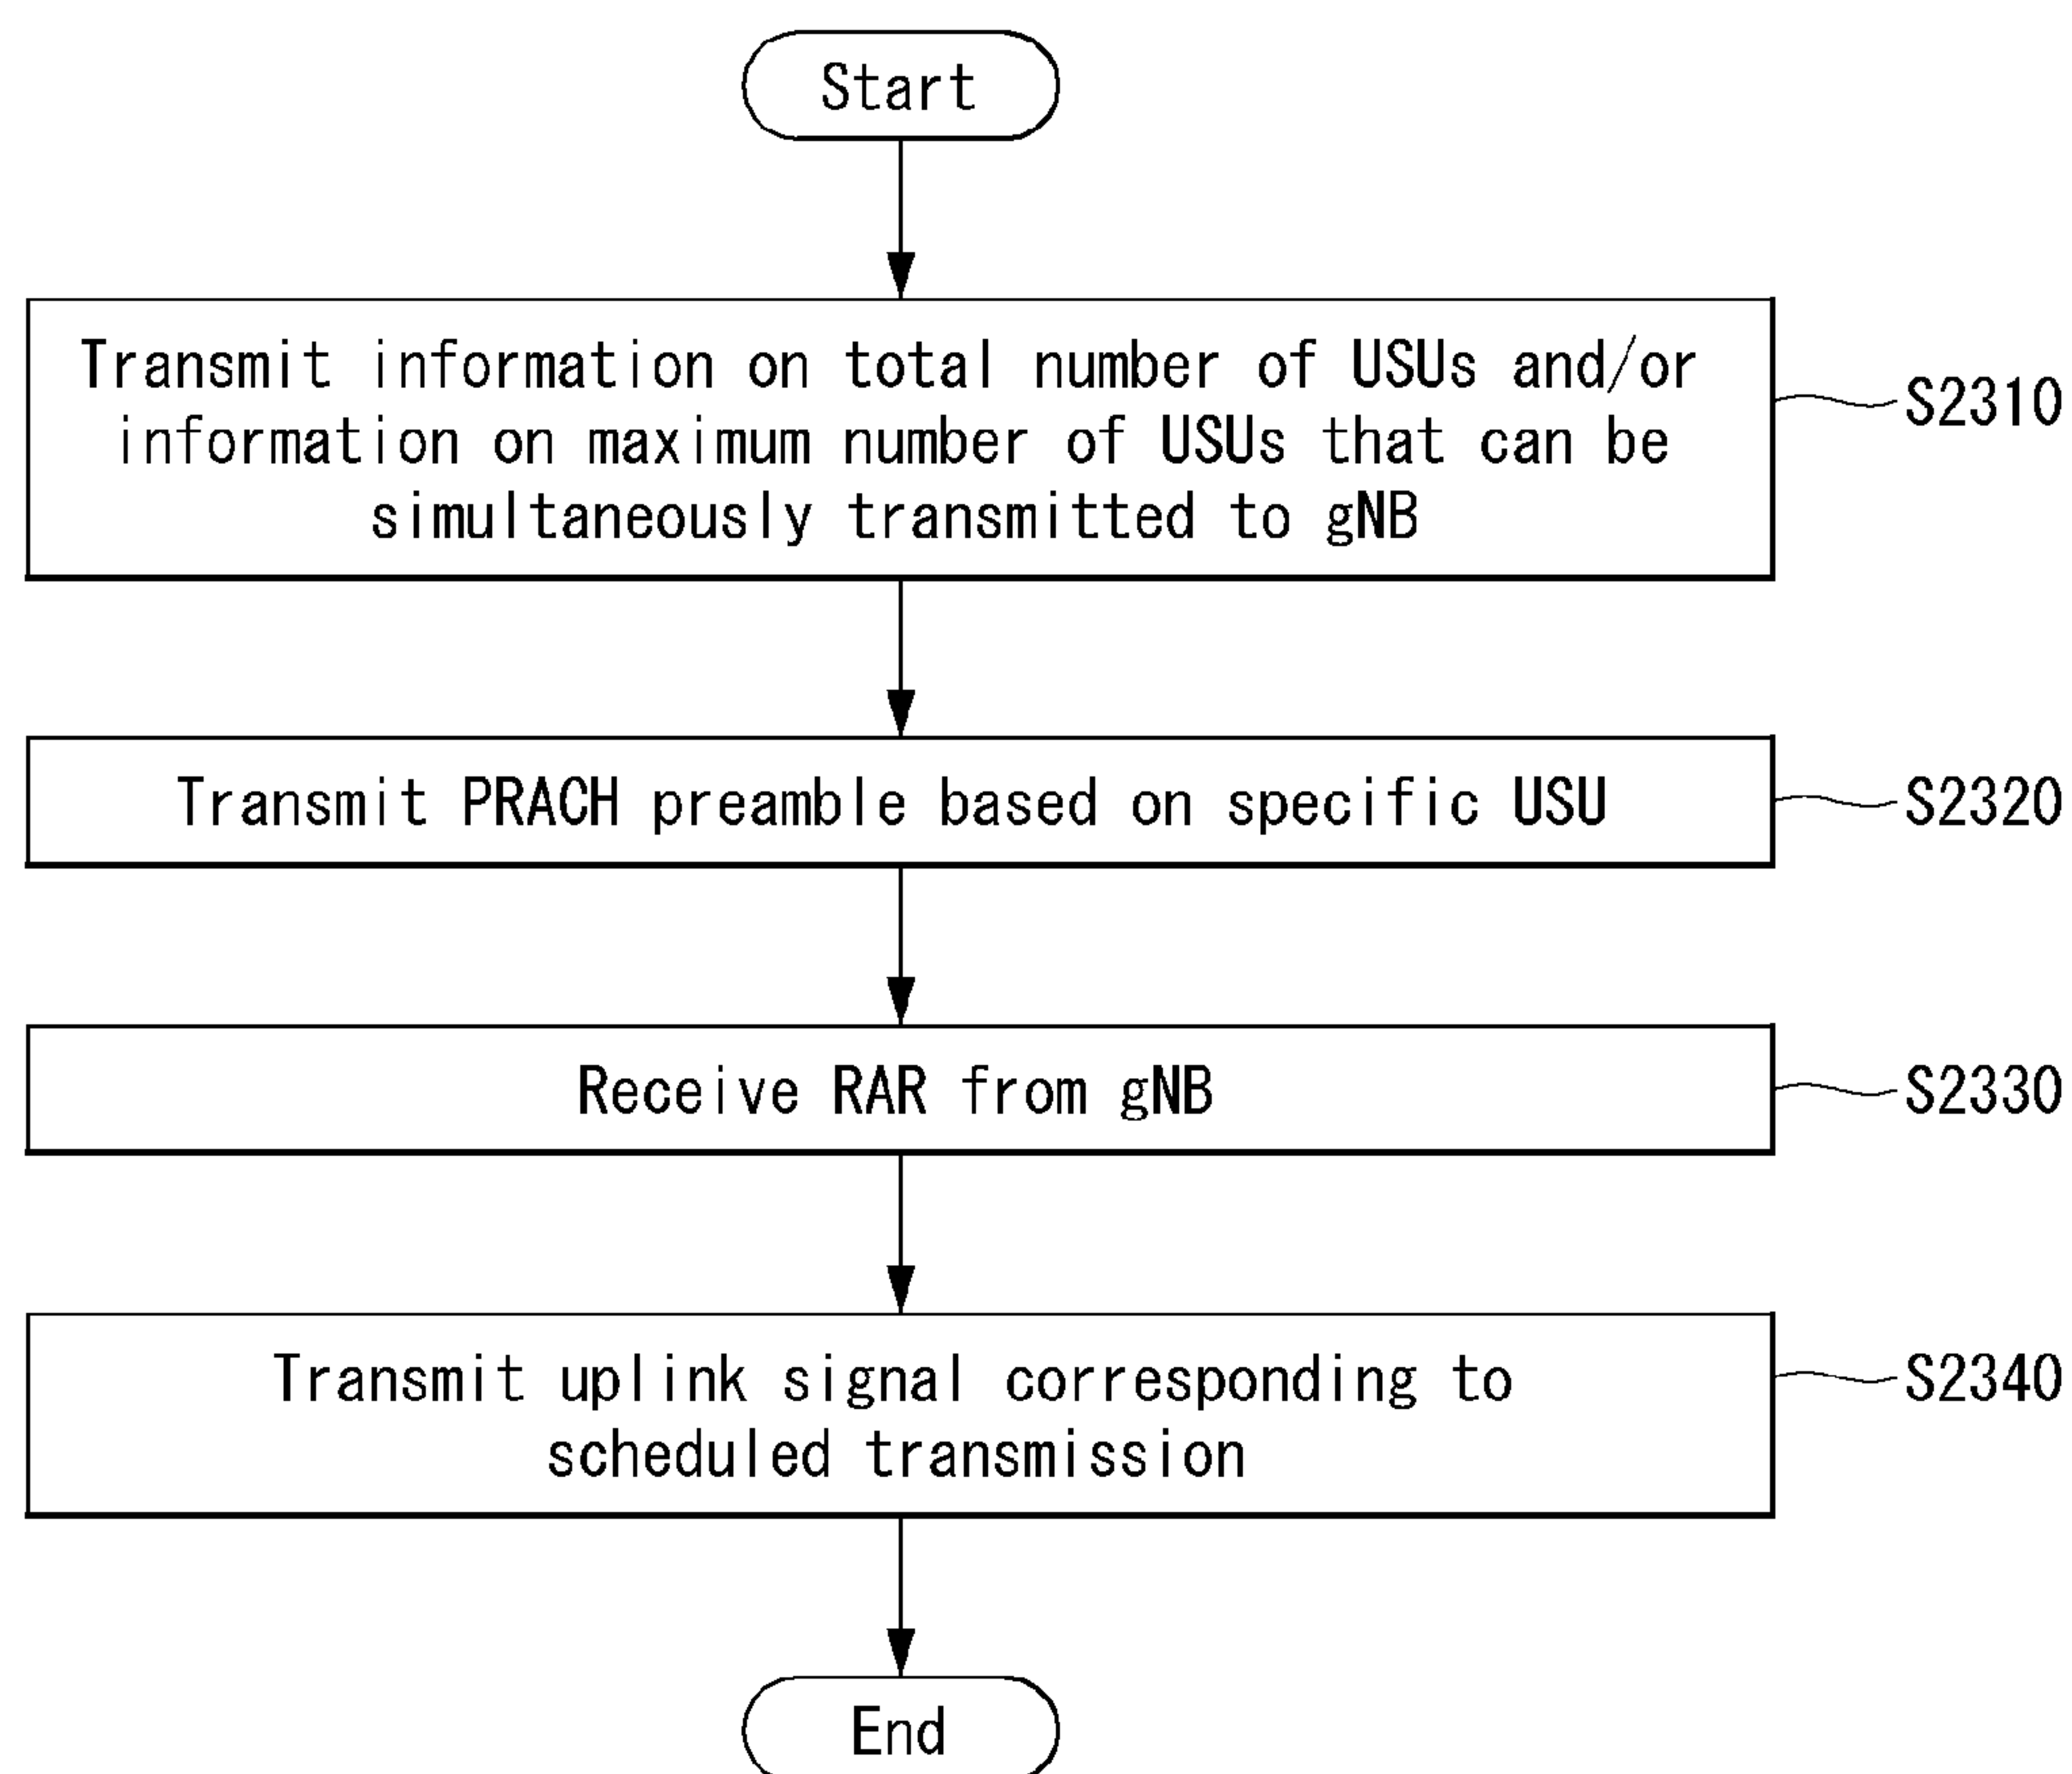 Start
Transmit information on total number of USUs and/or
information on maximum number of USUs that can be
simultaneously transmitted to gNB
S2310
Transmit PRACH preamble based on specific USU
S2320
Receive RAR from gNB
S2330
Transmit uplink signal corresponding to
scheduled transmission
S2340
End